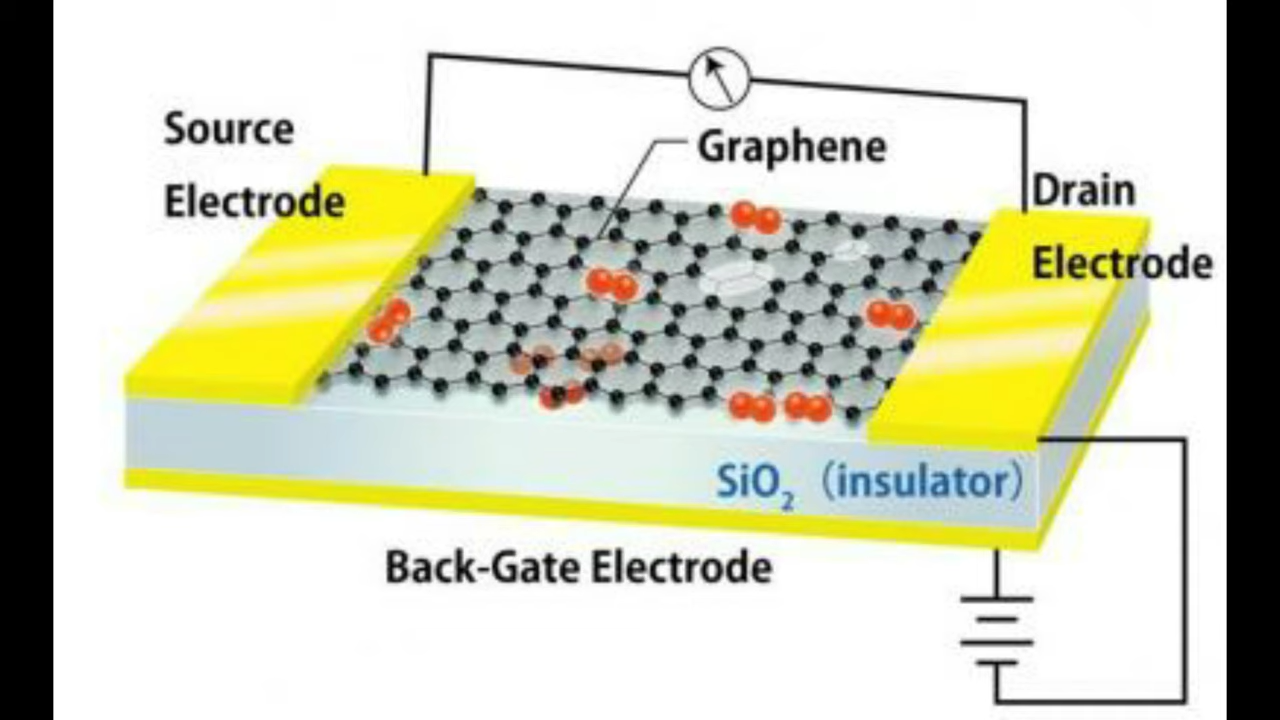 Source
Electrode
Graphene
Drain
Electrode
SiO₂ (insulator)
Back-Gate Electrode